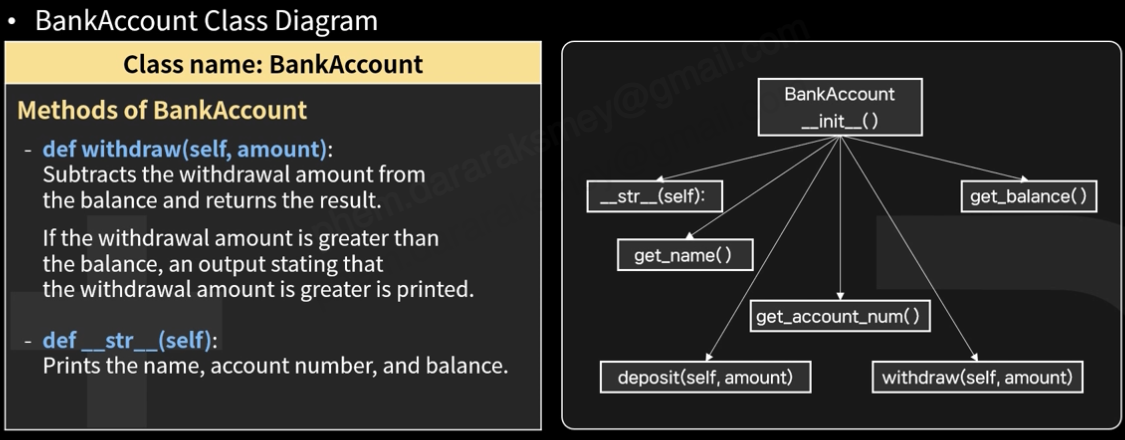 • BankAccount Class Diagram
Class name: BankAccount
Methods of BankAccount
- def withdraw(self, amount):
Subtracts the withdrawal amount from
the balance and returns the result.
If the withdrawal amount is greater than
the balance, an output stating that
the withdrawal amount is greater is printed.
- def __str__(self):
Prints the name, account number, and balance.
BankAccount
__init__()
__str__(self):
get_balance()
get_name()
get_account_num()
deposit(self, amount)
withdraw(self, amount)